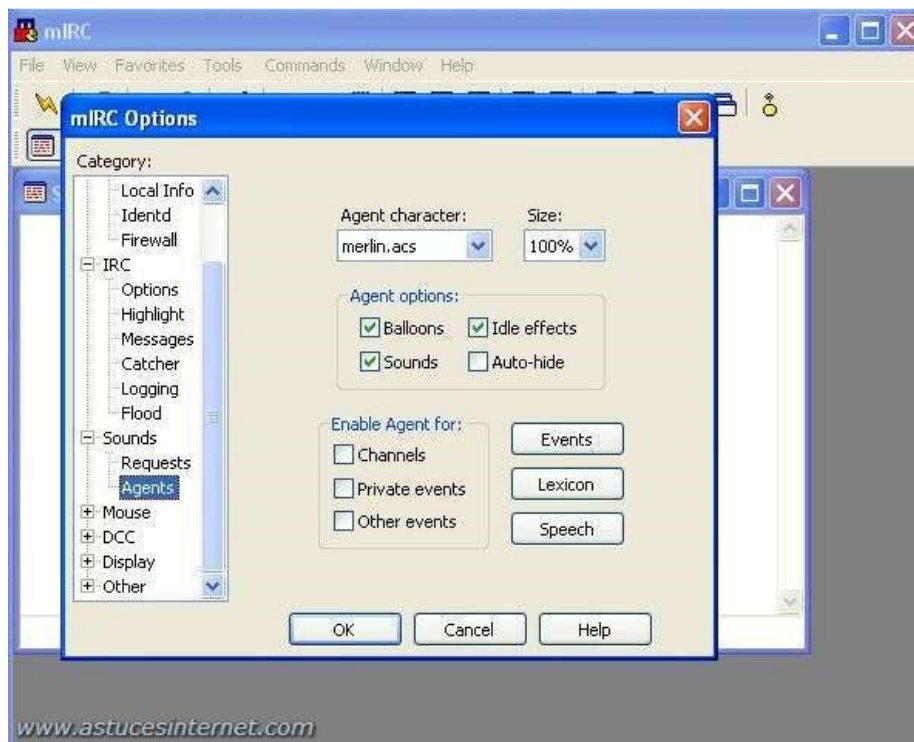 mIRC
File View Favorites Tools Commands Window Help
mIRC Options
Category:
Local Info
Identd
Firewall
IRC
Options
Highlight
Messages
Catcher
Logging
Flood
Sounds
Requests
Agents
Mouse
DCC
Display
Other
Agent character:
Size:
merlin.acs
100%
Agent options:
Balloons
Idle effects
Sounds
Auto-hide
Enable Agent for:
Channels
Private events
Other events
Events
Lexicon
Speech
OK
Cancel
Help
www.astucesinternet.com